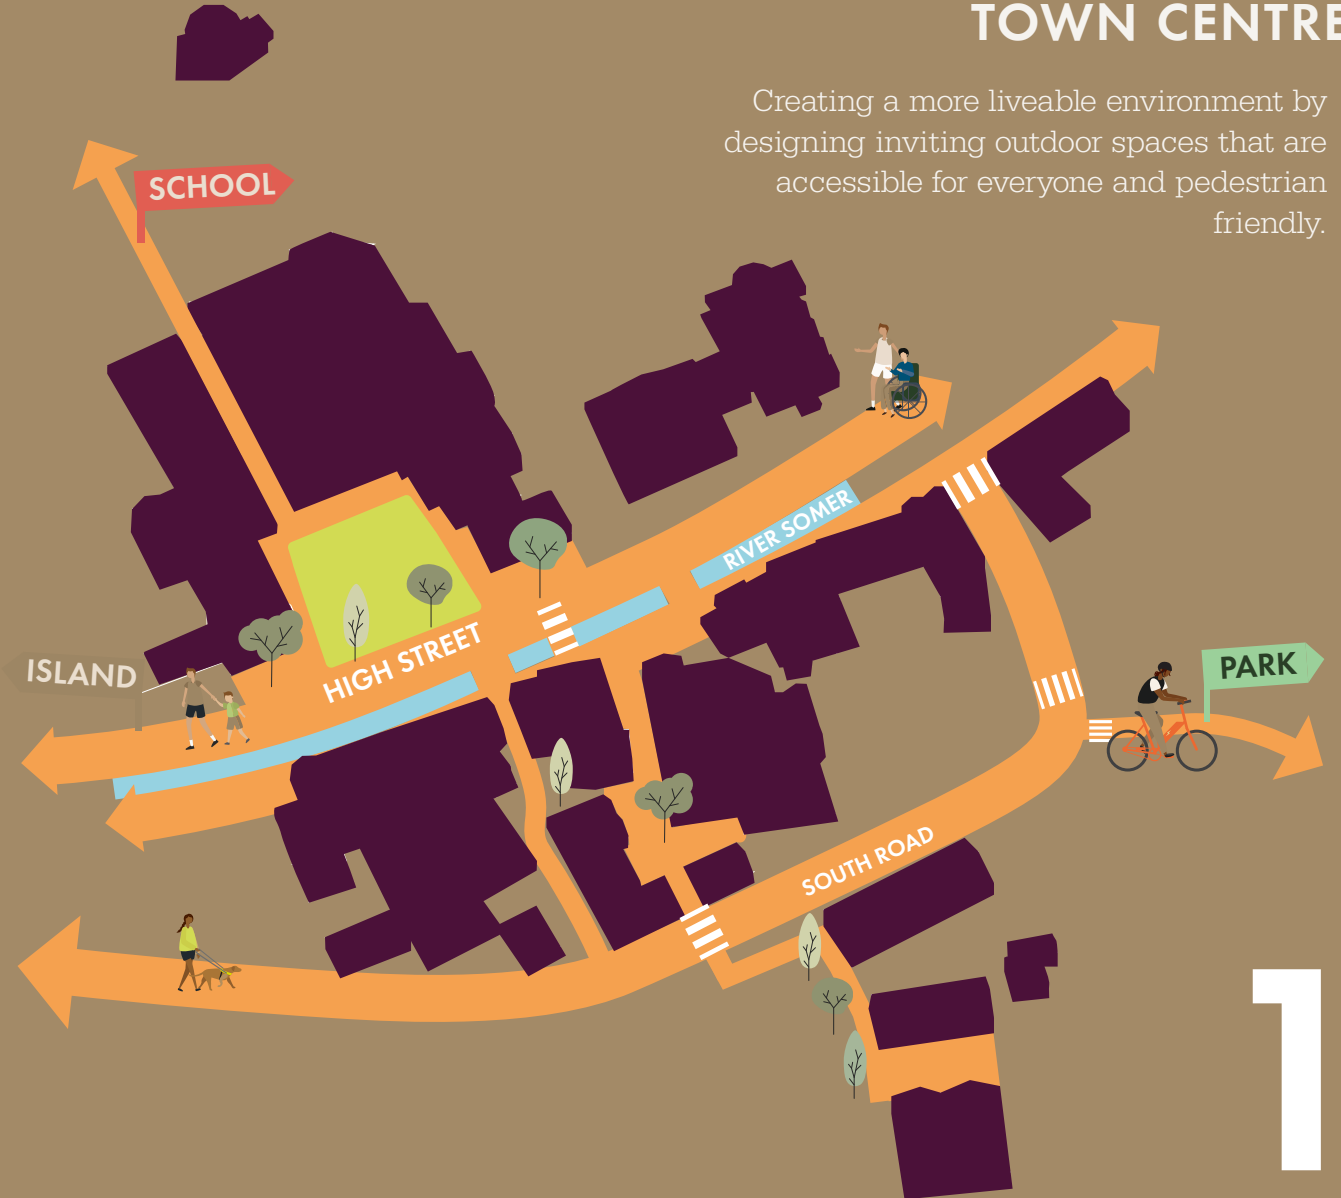 TOWN CENTRE
Creating a more liveable environment by
designing inviting outdoor spaces that are
accessible for everyone and pedestrian
friendly.
SCHOOL
RIVER SOMER
HIGH STREET
ISLAND
PARK
SOUTH ROAD
1